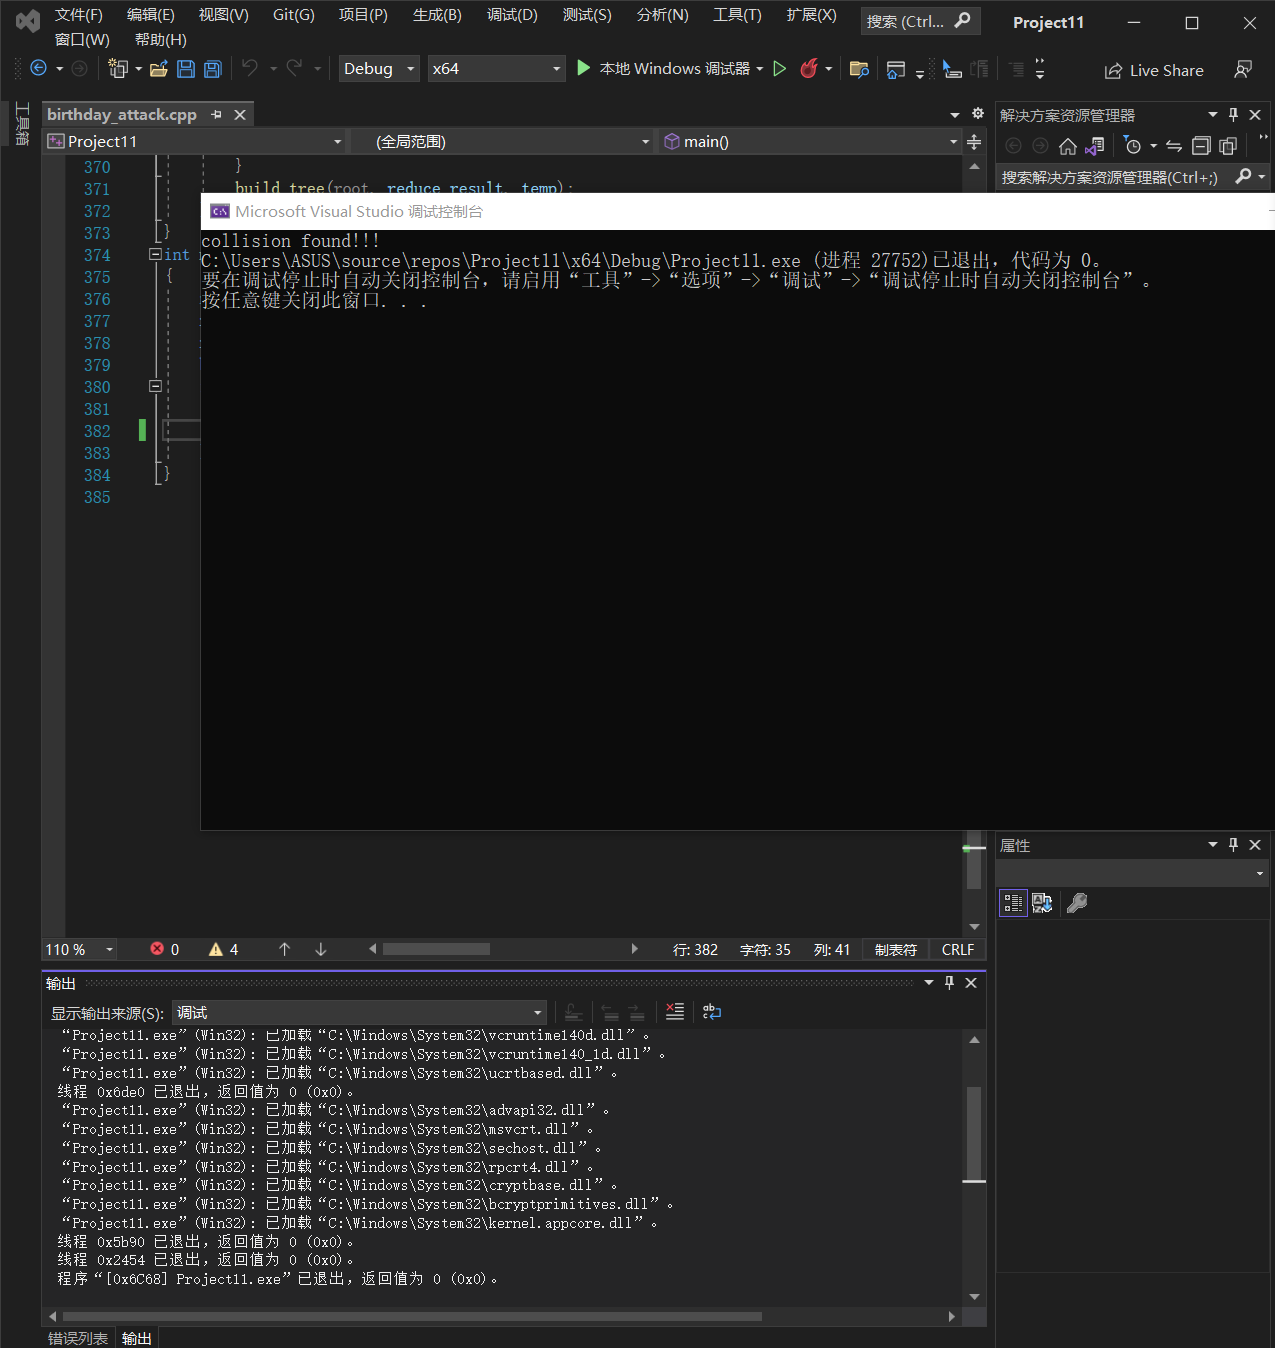 文件(F) 编辑(E) 视图(V) Git(G) 项目(P) 生成(B) 调试(D) 测试(S) 分析(N) 工具(T) 扩展(X) 搜索 (Ctrl... Project11
窗口(W) 帮助(H)
Debug x64 本地 Windows 调试器 Live Share
工具箱
birthday_attack.cpp
Project11 (全局范围) main()
370 }
371 build_tree(root, reduce_result, temp);
372
373 }
374 int
375 {
376
377
378
379
380
381
382
383
384 }
385
Microsoft Visual Studio 调试控制台
collision found!!!
C:\Users\ASUS\source\repos\Project11\x64\Debug\Project11.exe (进程 27752)已退出，代码为 0。
要在调试停止时自动关闭控制台，请启用“工具”->“选项”->“调试”->“调试停止时自动关闭控制台”。
按任意键关闭此窗口. . .
解决方案资源管理器
搜索解决方案资源管理器(Ctrl+;)
属性
110 % 0 4 行: 382 字符: 35 列: 41 制表符 CRLF
输出
显示输出来源(S): 调试
“Project11.exe”(Win32): 已加载“C:\Windows\System32\vcruntime140d.dll”。
“Project11.exe”(Win32): 已加载“C:\Windows\System32\vcruntime140_1d.dll”。
“Project11.exe”(Win32): 已加载“C:\Windows\System32\ucrtbased.dll”。
线程 0x6de0 已退出，返回值为 0 (0x0)。
“Project11.exe”(Win32): 已加载“C:\Windows\System32\advapi32.dll”。
“Project11.exe”(Win32): 已加载“C:\Windows\System32\msvcrt.dll”。
“Project11.exe”(Win32): 已加载“C:\Windows\System32\sechost.dll”。
“Project11.exe”(Win32): 已加载“C:\Windows\System32\rpcrt4.dll”。
“Project11.exe”(Win32): 已加载“C:\Windows\System32\cryptbase.dll”。
“Project11.exe”(Win32): 已加载“C:\Windows\System32\bcryptprimitives.dll”。
“Project11.exe”(Win32): 已加载“C:\Windows\System32\kernel.appcore.dll”。
线程 0x5b90 已退出，返回值为 0 (0x0)。
线程 0x2454 已退出，返回值为 0 (0x0)。
程序“[0x6C68] Project11.exe”已退出，返回值为 0 (0x0)。
错误列表 输出